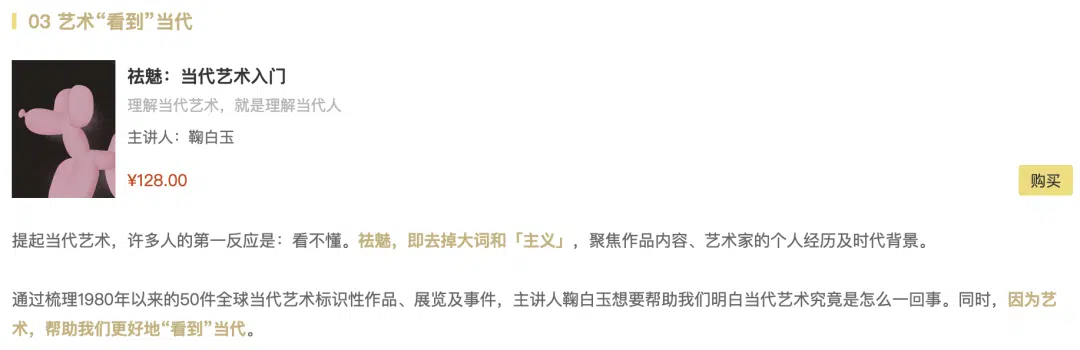 03 艺术“看到”当代
祛魅：当代艺术入门
理解当代艺术，就是理解当代人
主讲人：鞠白玉
¥128.00
购买
提起当代艺术，许多人的第一反应是：看不懂。祛魅，即去掉大词和「主义」，聚焦作品内容、艺术家的个人经历及时代背景。
通过梳理1980年以来的50件全球当代艺术标识性作品、展览及事件，主讲人鞠白玉想要帮助我们明白当代艺术究竟是怎么一回事。同时，因为艺
术，帮助我们更好地“看到”当代。